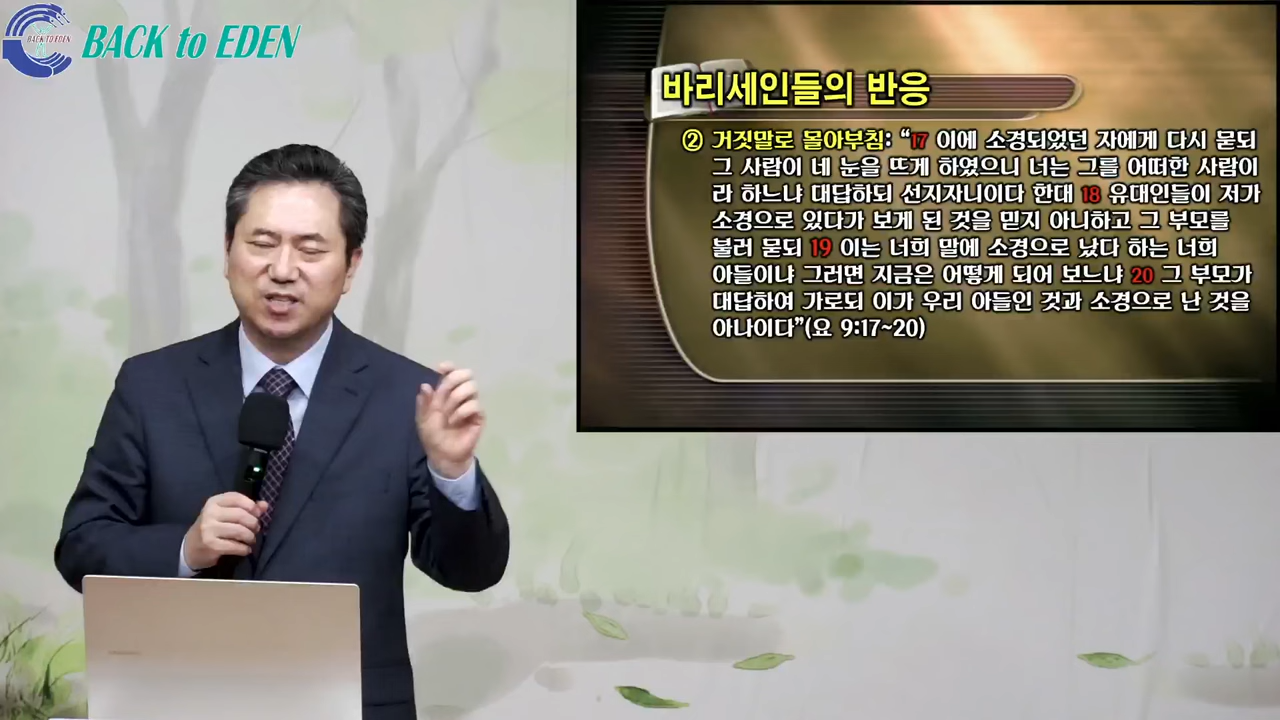 BACK TO EDEN
BACK to EDEN
바리세인들의 반응
② 거짓말로 몰아부침: “17 이에 소경되었던 자에게 다시 묻되
그 사람이 네 눈을 뜨게 하였으니 너는 그를 어떠한 사람이
라 하느냐 대답하되 선지자니이다 한대 18 유대인들이 저가
소경으로 있다가 보게 된 것을 믿지 아니하고 그 부모를
불러 묻되 19 이는 너희 말에 소경으로 났다 하는 너희
아들이냐 그러면 지금은 어떻게 되어 보느냐 20 그 부모가
대답하여 가로되 이가 우리 아들인 것과 소경으로 난 것을
아나이다”(요 9:17~20)